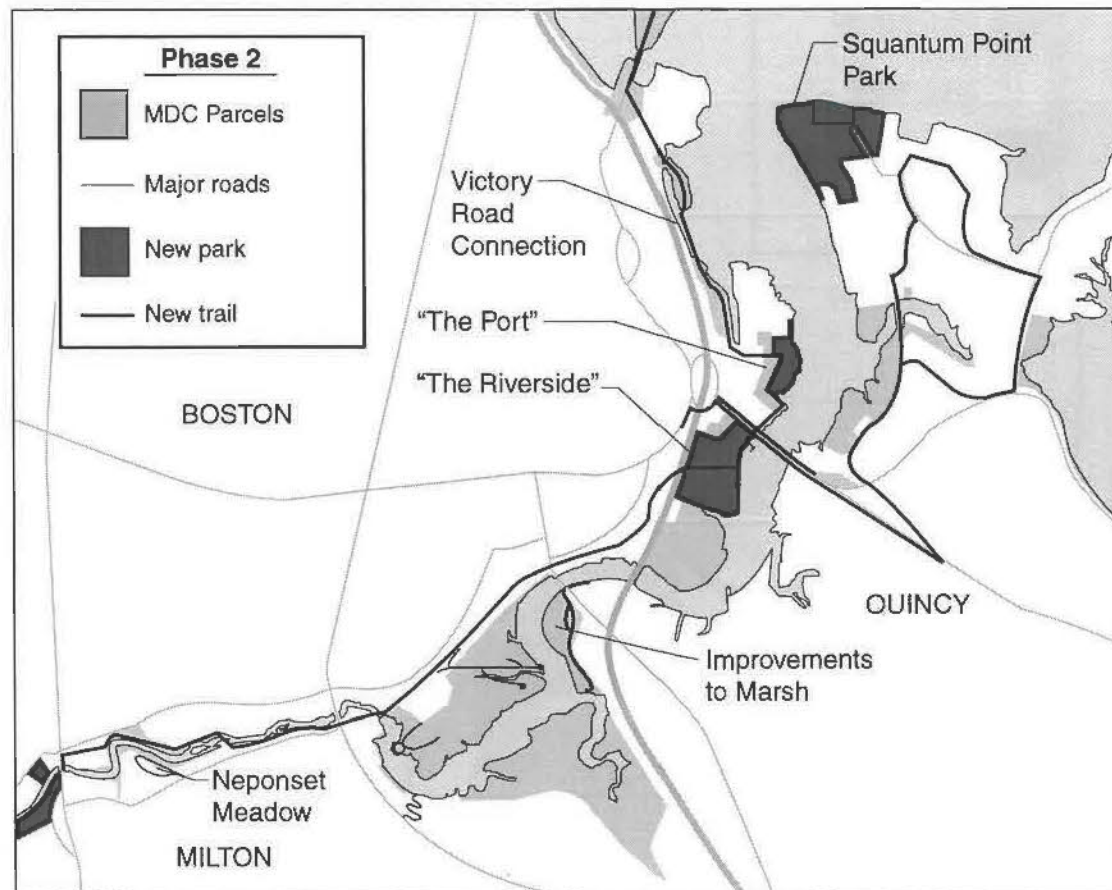 Phase 2
MDC Parcels
Major roads
New park
New trail
Squantum Point
Park
Victory
Road
Connection
"The Port"
"The Riverside"
BOSTON
QUINCY
Improvements
to Marsh
Neponset
Meadow
MILTON